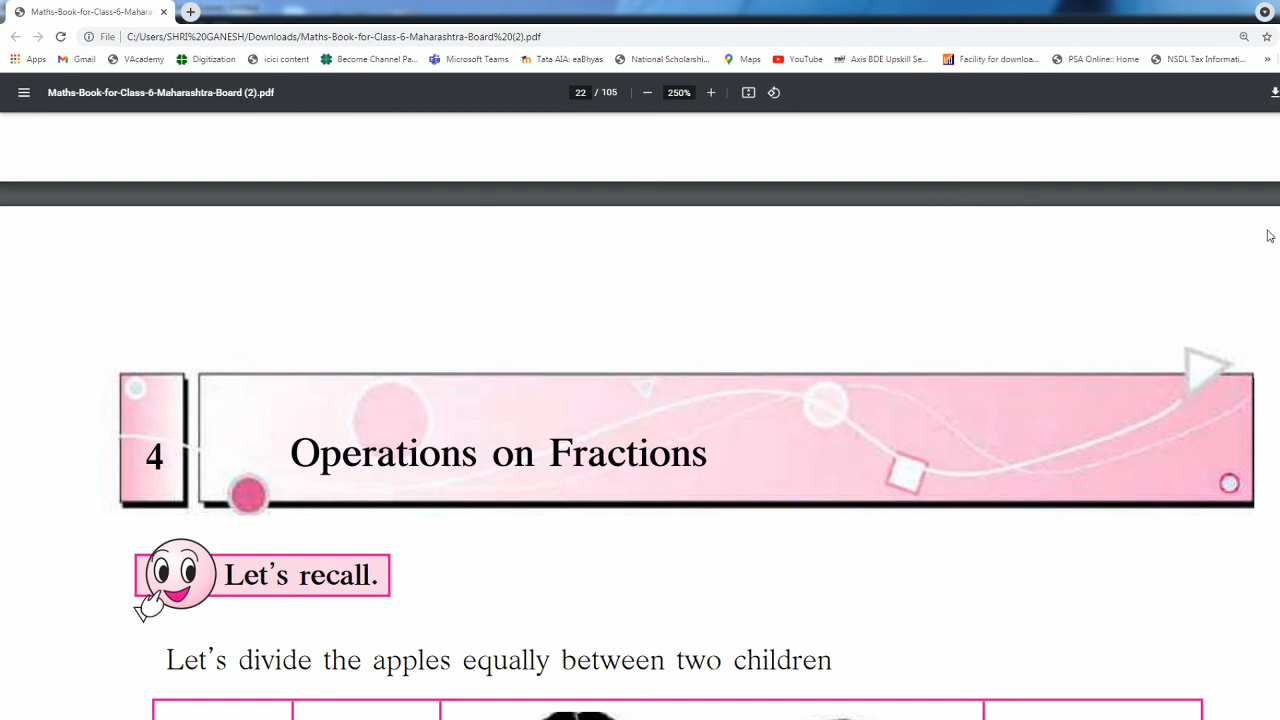 Maths-Book-for-Class-6-Mahara
File
C:/Users/SHRI%20GANESH/Downloads/Maths-Book-for-Class-6-Maharashtra-Board%20(2).pdf
Apps Gmail VAcademy Digitization icici content Become Channel Pa... Microsoft Teams Tata AIA: eaBhyas National Scholarshi... Maps YouTube Axis BDE Upskill Se... Facility for downloa... PSA Online:: Home NSDL Tax Informati... »
Maths-Book-for-Class-6-Maharashtra-Board (2).pdf 22 / 105 — 250% +
4 Operations on Fractions
Let's recall.
Let's divide the apples equally between two children